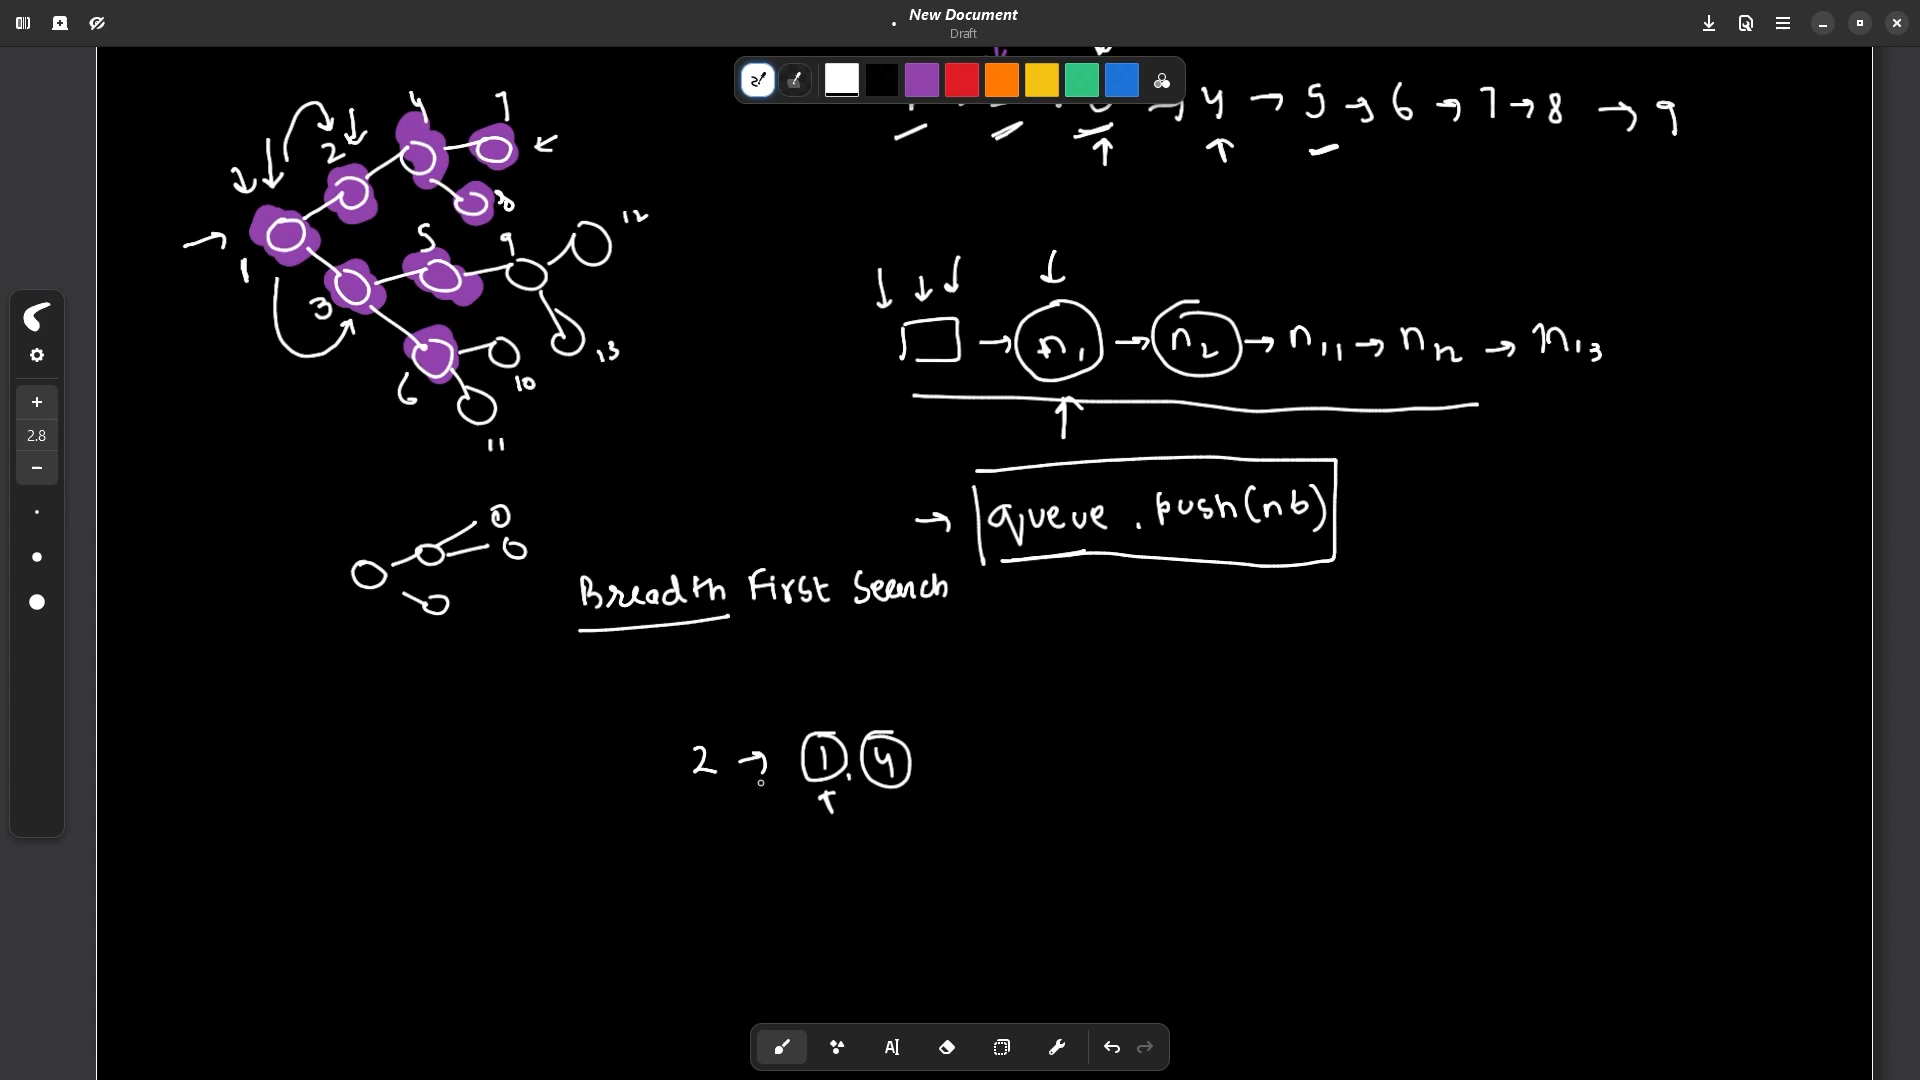 New Document
Draft
4 → 5 → 6 → 7 → 8 → 9
4 7
2
8
12
5 9
1
3
13
10
6
11
→ n1 → n2 → n11 → n12 → n13
→ queue . push(nb)
Breadth First Search
2 → 1, 4
2.8